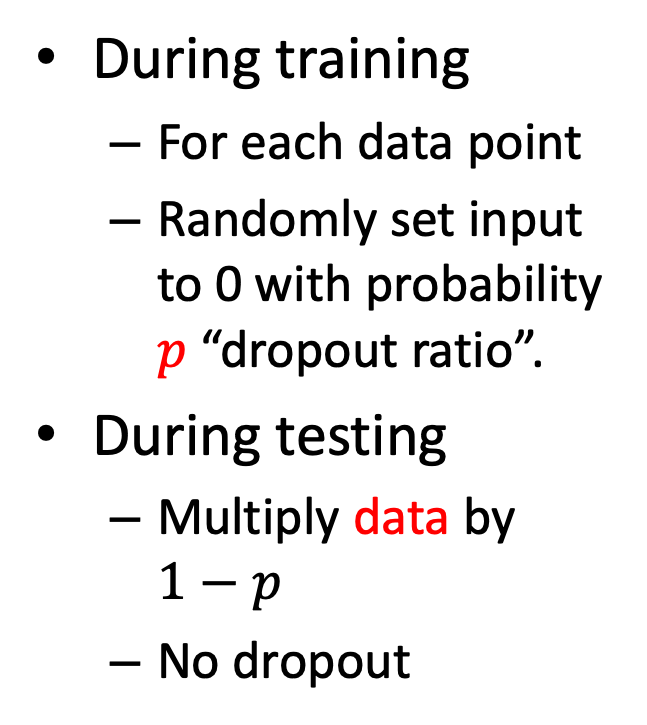 • During training
– For each data point
– Randomly set input
to 0 with probability
p “dropout ratio”.
• During testing
– Multiply data by
1 − p
– No dropout